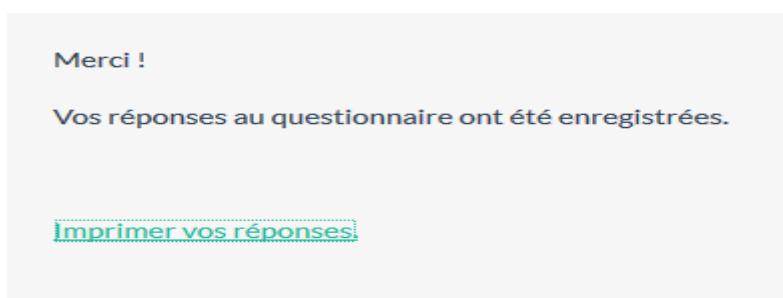 Merci !
Vos réponses au questionnaire ont été enregistrées.
Imprimer vos réponses.